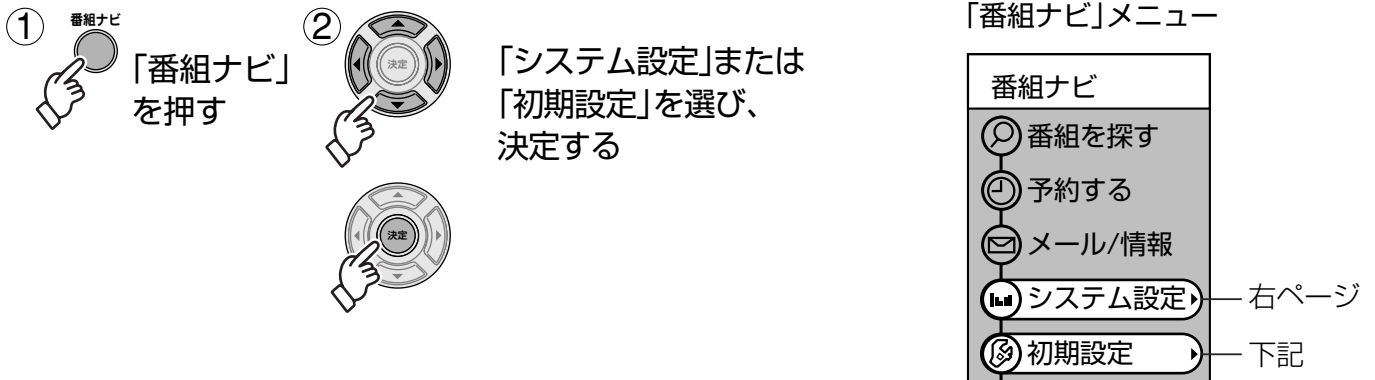 ① 番組ナビ
「番組ナビ」
を押す
②
決定
「システム設定」または
「初期設定」を選び、
決定する
決定
「番組ナビ」メニュー
番組ナビ
番組を探す
予約する
メール/情報
システム設定 右ページ
初期設定 下記